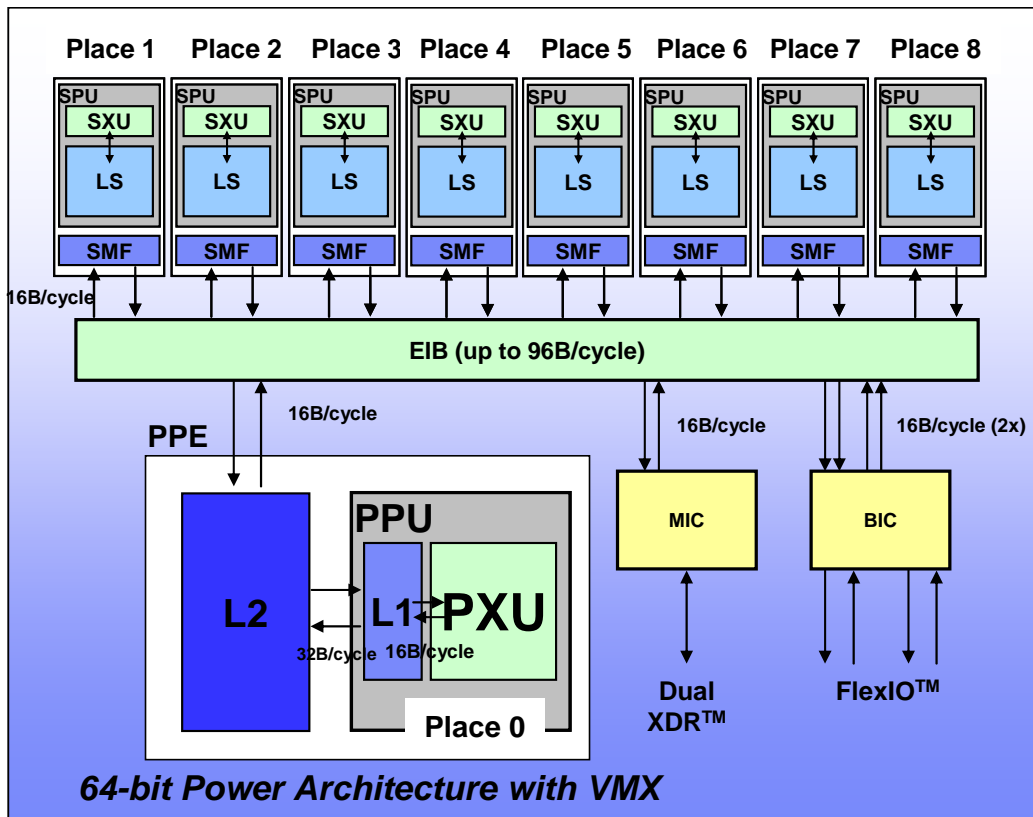 Place 1 Place 2 Place 3 Place 4 Place 5 Place 6 Place 7 Place 8
SPU SPU SPU SPU SPU SPU SPU SPU
SXU SXU SXU SXU SXU SXU SXU SXU
LS LS LS LS LS LS LS LS
SMF SMF SMF SMF SMF SMF SMF SMF
16B/cycle
EIB (up to 96B/cycle)
16B/cycle 16B/cycle 16B/cycle (2x)
PPE
PPU
MIC BIC
L2 L1 PXU
32B/cycle 16B/cycle
Place 0
Dual
XDR™
FlexIO™
64-bit Power Architecture with VMX